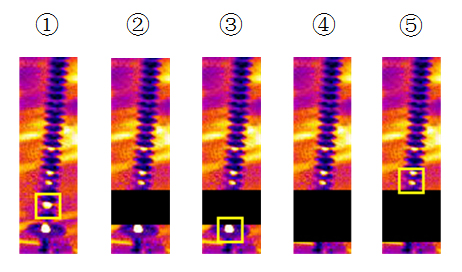 ① ② ③ ④ ⑤